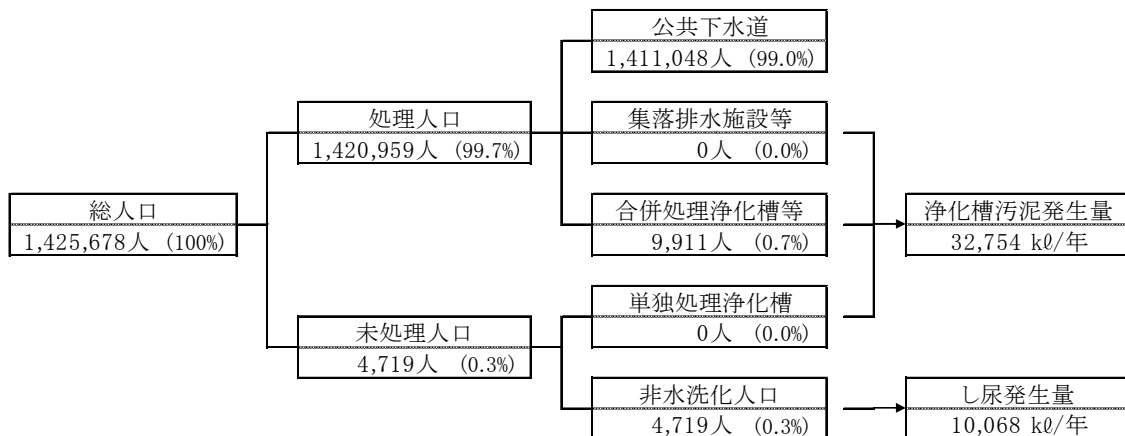 公共下水道
1,411,048人 (99.0%)
処理人口
1,420,959人 (99.7%)
集落排水施設等
0人 (0.0%)
総人口
1,425,678人 (100%)
合併処理浄化槽等
9,911人 (0.7%)
浄化槽汚泥発生量
32,754 kℓ/年
未処理人口
4,719人 (0.3%)
単独処理浄化槽
0人 (0.0%)
非水洗化人口
4,719人 (0.3%)
し尿発生量
10,068 kℓ/年